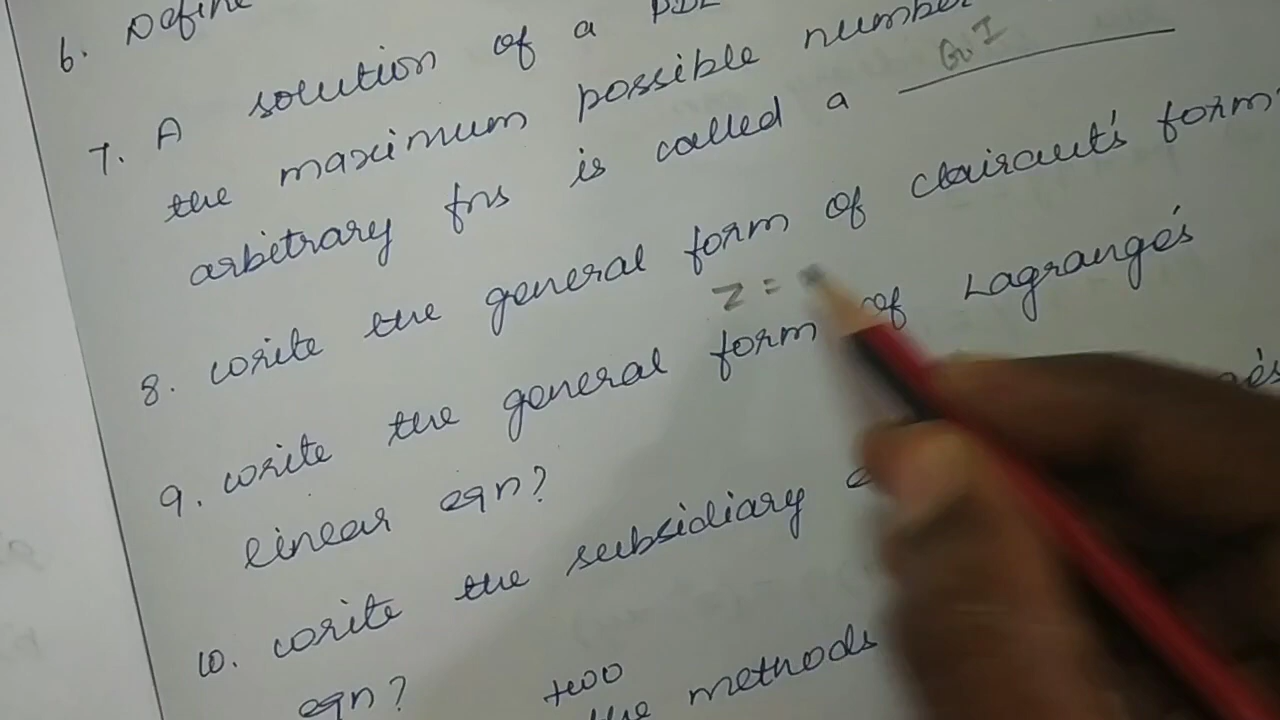 6. Define
7. A solution of a PDE
the maximum possible number
arbitrary fns is called a G.I
8. write the general form of clairaut's form
z =
9. write the general form of Lagrange's
linear eqn?
10. write the subsidiary
eqn?
two
the methods